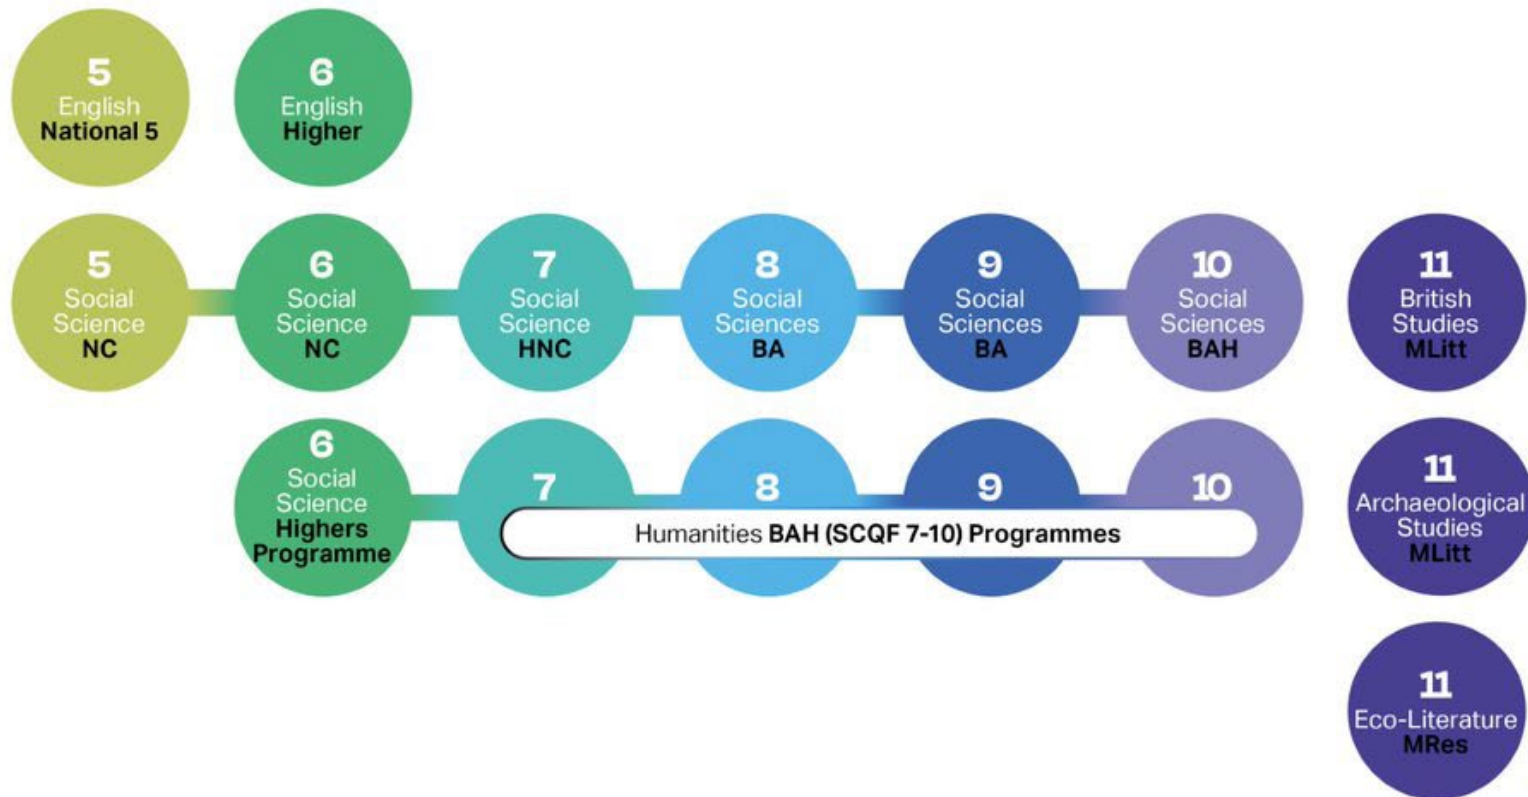 5
English
National 5
6
English
Higher
5
Social
Science
NC
6
Social
Science
NC
7
Social
Science
HNC
8
Social
Sciences
BA
9
Social
Sciences
BA
10
Social
Sciences
BAH
11
British
Studies
MLitt
6
Social
Science
Highers
Programme
7
8
9
10
Humanities BAH (SCQF 7-10) Programmes
11
Archaeological
Studies
MLitt
11
Eco-Literature
MRes